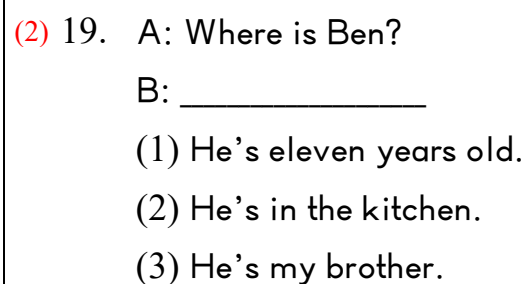 (2) 19. A: Where is Ben?
B: ____________________
(1) He's eleven years old.
(2) He's in the kitchen.
(3) He's my brother.